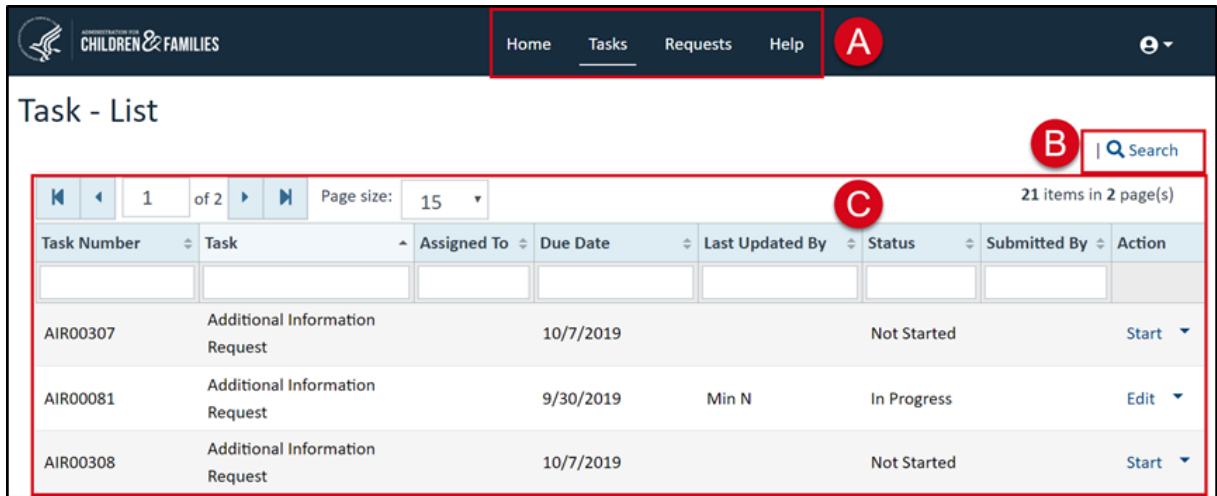 ADMINISTRATION FOR
CHILDREN & FAMILIES
Home Tasks Requests Help A
Task - List
B | Search
1 of 2 Page size: 15 C 21 items in 2 page(s)
Task Number Task Assigned To Due Date Last Updated By Status Submitted By Action
AIR00307 Additional Information Request 10/7/2019 Not Started Start
AIR00081 Additional Information Request 9/30/2019 Min N In Progress Edit
AIR00308 Additional Information Request 10/7/2019 Not Started Start